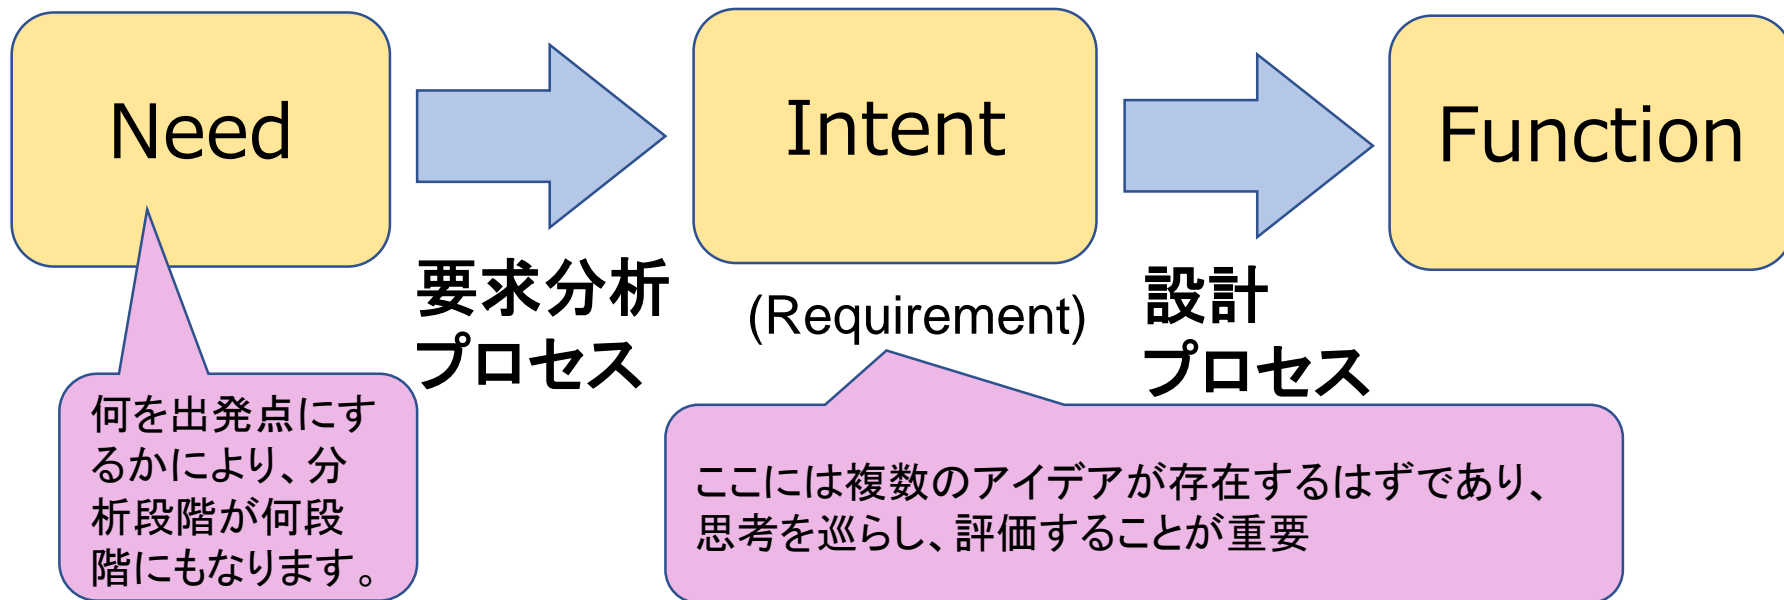 Need
Intent
Function
要求分析
プロセス
(Requirement)
設計
プロセス
何を出発点にす
るかにより、分
析段階が何段
階にもなります。
ここには複数のアイデアが存在するはずであり、
思考を巡らし、評価することが重要